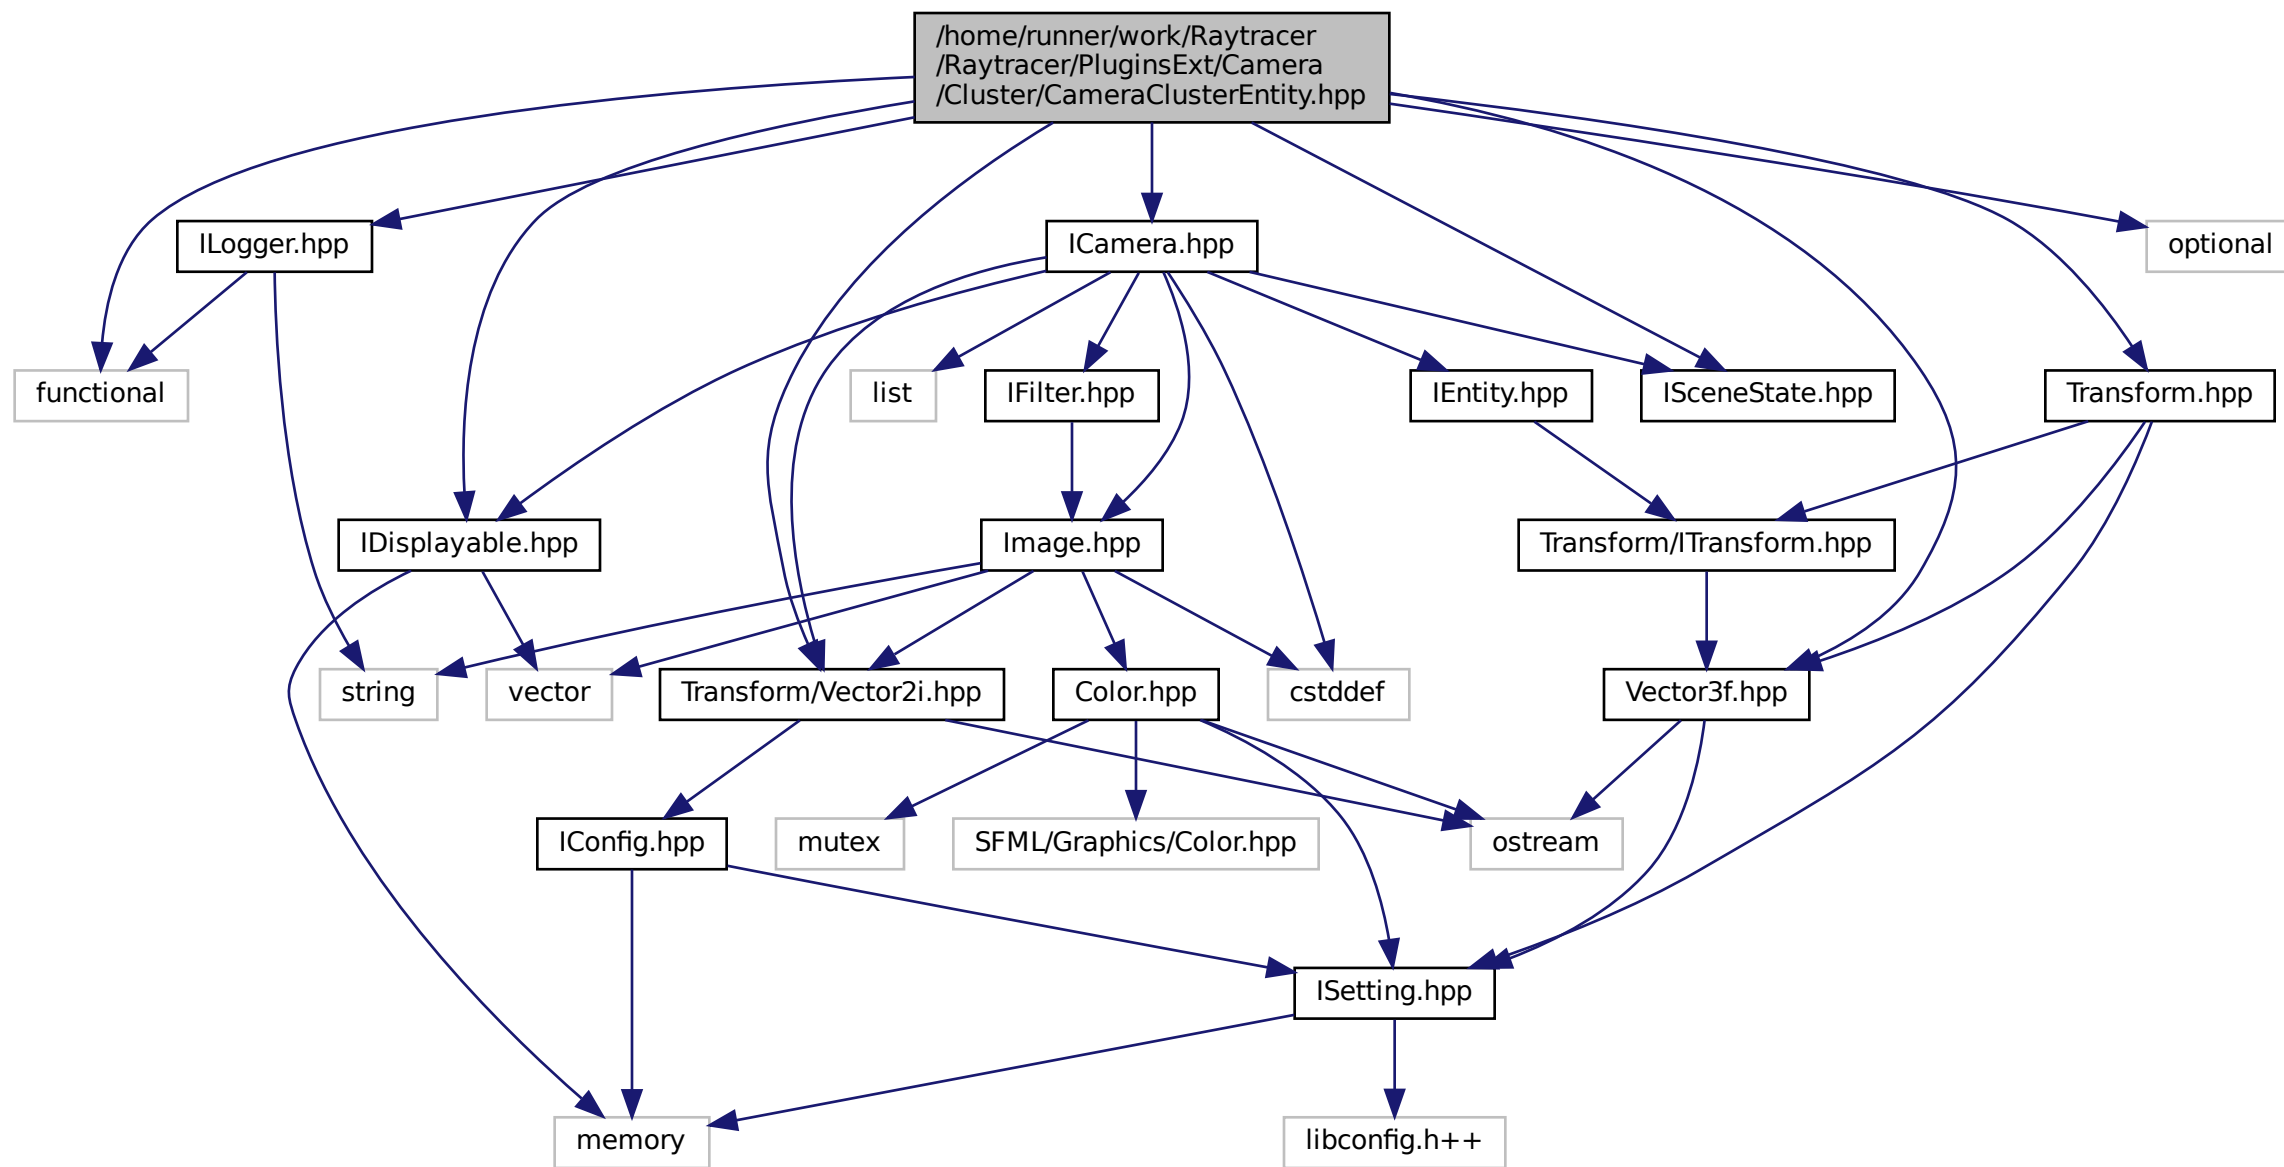 /home/runner/work/Raytracer
/Raytracer/PluginsExt/Camera
/Cluster/CameraClusterEntity.hpp
ILogger.hpp
ICamera.hpp
optional
functional
list
IFilter.hpp
IEntity.hpp
ISceneState.hpp
Transform.hpp
IDisplayable.hpp
Image.hpp
Transform/ITransform.hpp
string
vector
Transform/Vector2i.hpp
Color.hpp
cstddef
Vector3f.hpp
IConfig.hpp
mutex
SFML/Graphics/Color.hpp
ostream
ISetting.hpp
memory
libconfig.h++